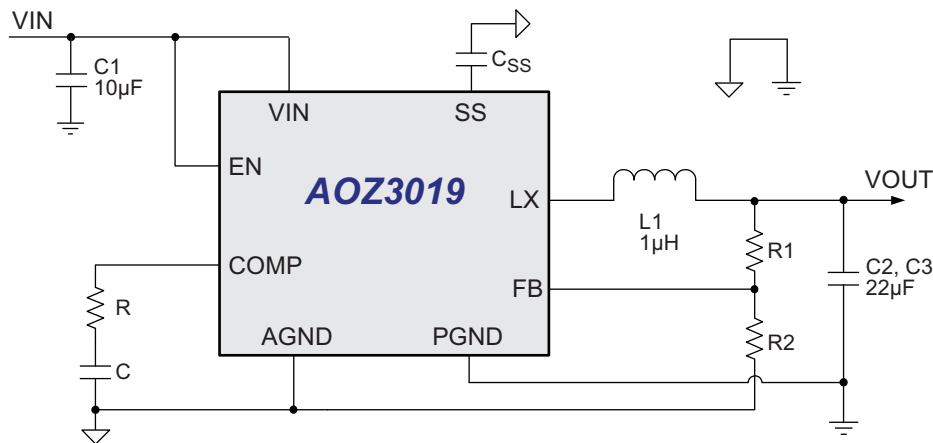 VIN
C1
10µF
CSS
VIN
SS
EN
AOZ3019
LX
L1
1µH
VOUT
R1
C2, C3
22µF
COMP
FB
R
R2
AGND
PGND
C